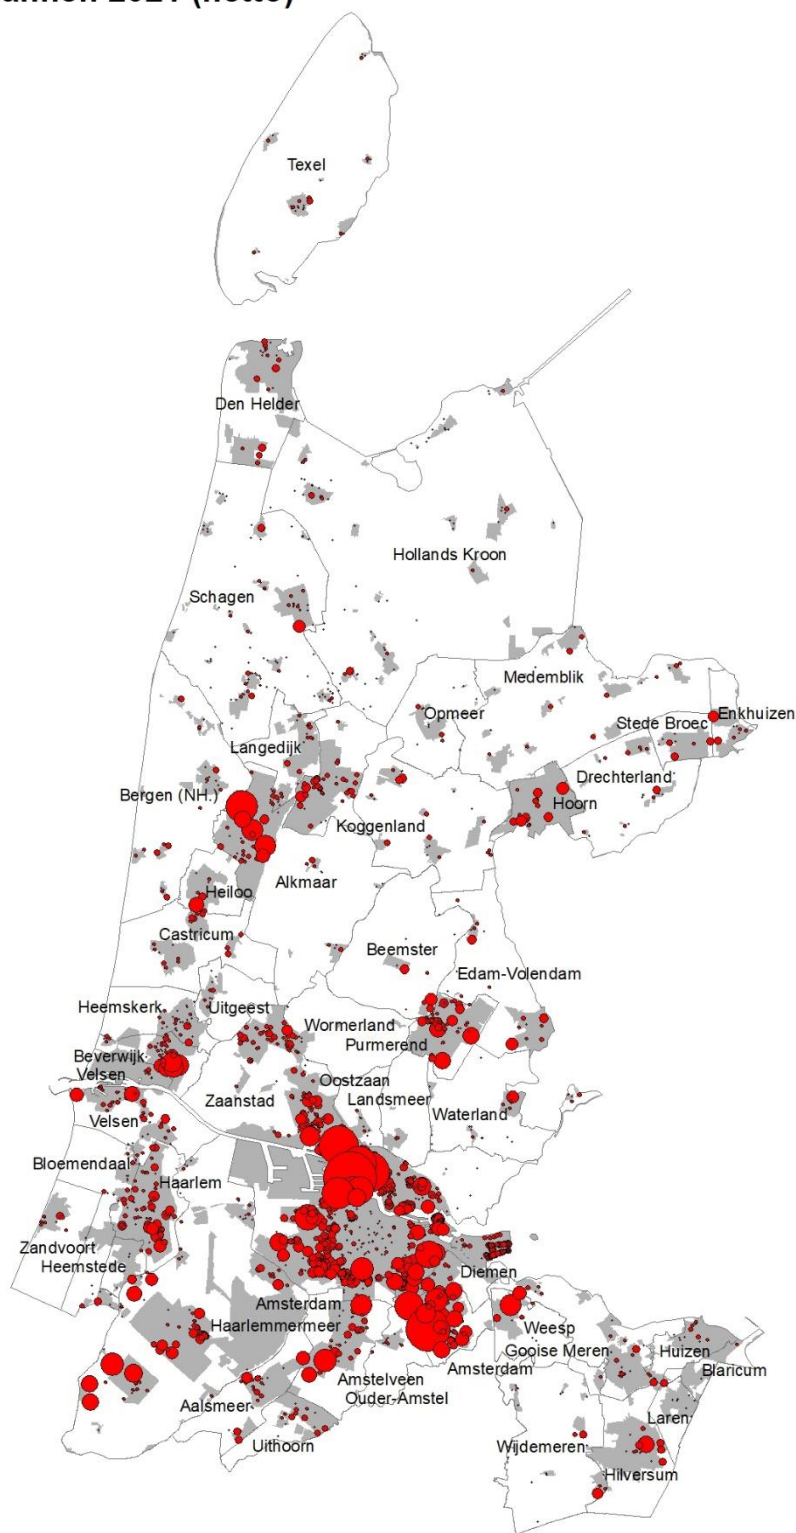 2021 (netto)
Texel
Den Helder
Hollands Kroon
Schagen
Medemblik
Opmeer
Enkhuizen
Stede Broec
Langedijk
Drechterland
Bergen (NH.)
Hoorn
Koggenland
Alkmaar
Heiloo
Castricum
Beemster
Edam-Volendam
Heemskerk
Uitgeest
Wormerland
Purmerend
Beverwijk
Velsen
Oostzaan
Zaanstad
Landsmeer
Waterland
Velsen
Bloemendaal
Haarlem
Zandvoort
Heemstede
Diemen
Amsterdam
Haarlemmermeer
Weesp
Gooise Meren
Huizen
Blaricum
Amsterdam
Amstelveen
Ouder-Amstel
Aalsmeer
Laren
Uithoorn
Wijdemeren
Hilversum